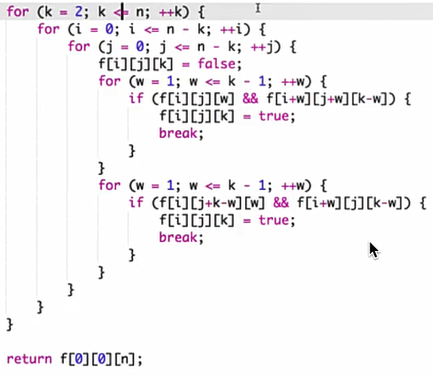 for (k = 2; k <= n; ++k) {
    for (i = 0; i <= n - k; ++i) {
        for (j = 0; j <= n - k; ++j) {
            f[i][j][k] = false;
            for (w = 1; w <= k - 1; ++w) {
                if (f[i][j][w] && f[i+w][j+w][k-w]) {
                    f[i][j][k] = true;
                    break;
                }
            }
            for (w = 1; w <= k - 1; ++w) {
                if (f[i][j+k-w][w] && f[i+w][j][k-w]) {
                    f[i][j][k] = true;
                    break;
                }
            }
        }
    }
}
return f[0][0][n];